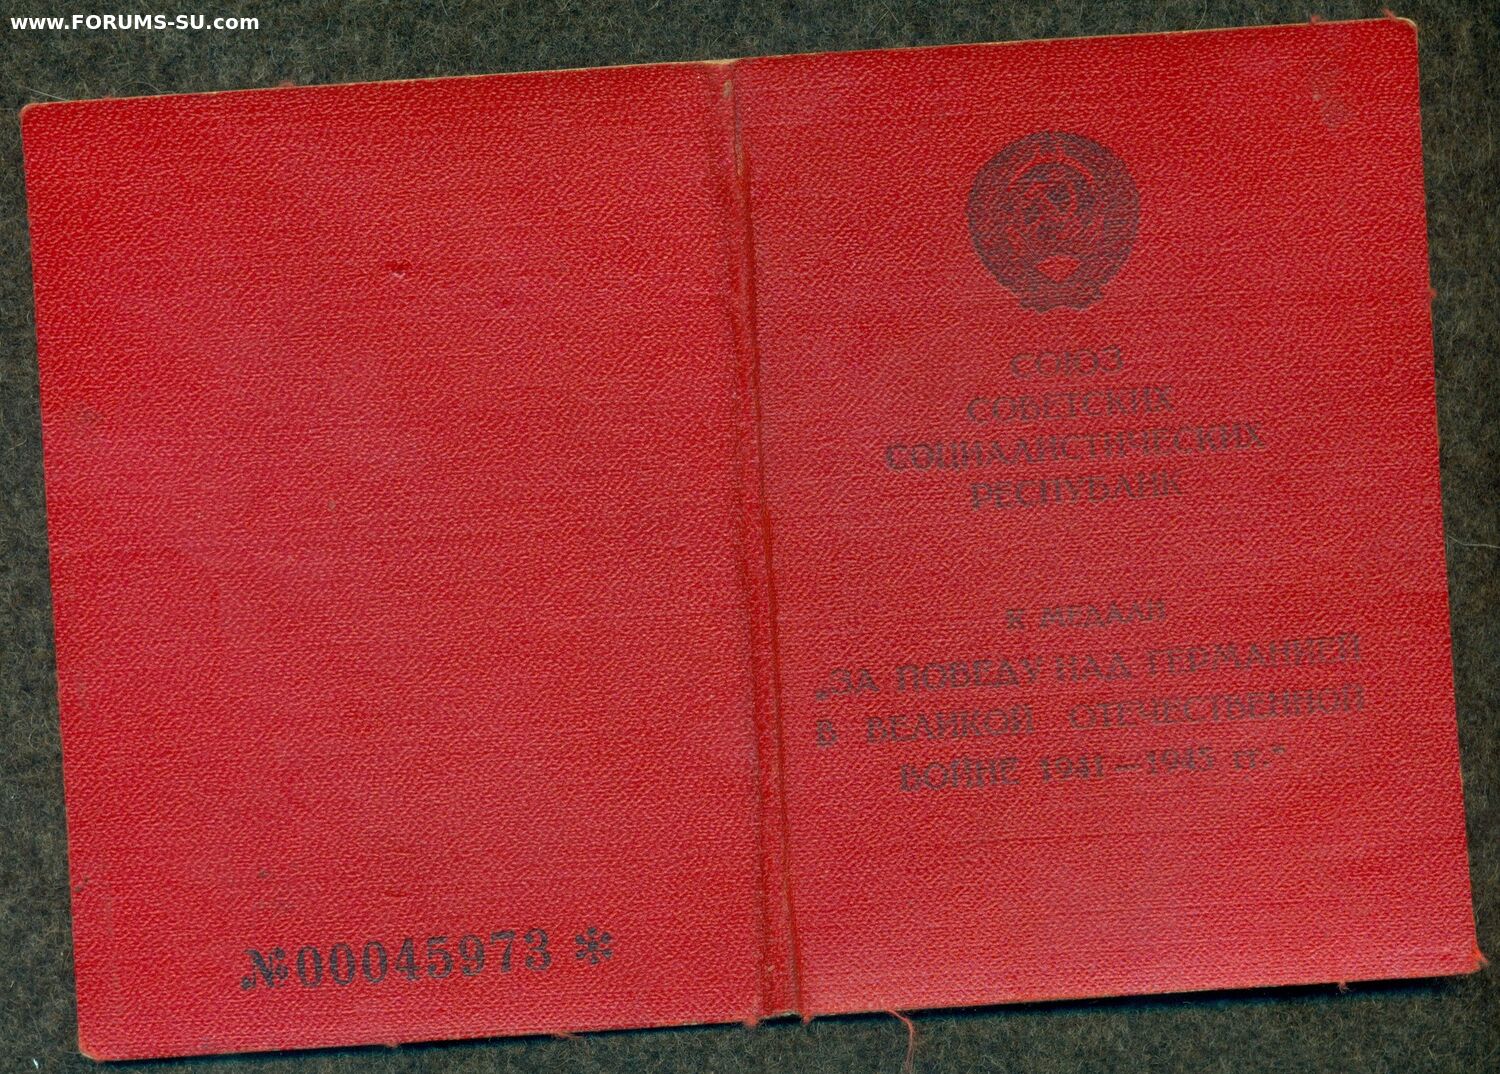 www.FORUMS-SU.com
СОЮЗ
СОВЕТСКИХ
СОЦИАЛИСТИЧЕСКИХ
РЕСПУБЛИК
К МЕДАЛИ
„ЗА ПОБЕДУ НАД ГЕРМАНИЕЙ
В ВЕЛИКОЙ ОТЕЧЕСТВЕННОЙ
ВОЙНЕ 1941—1945 гг.“
№00045973 *